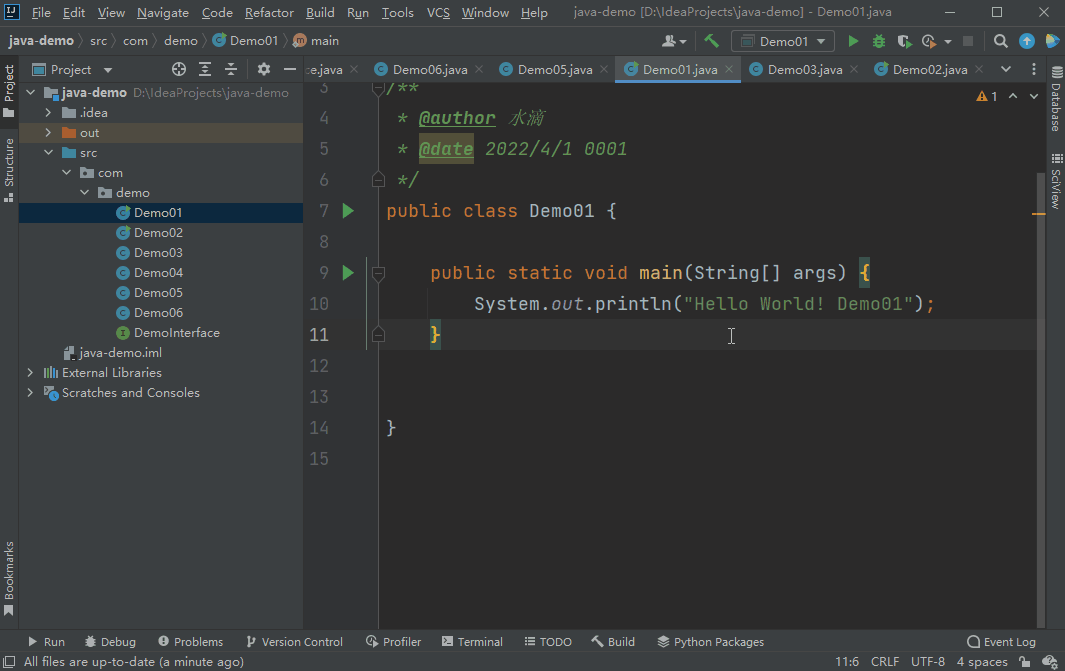 File Edit View Navigate Code Refactor Build Run Tools VCS Window Help java-demo [D:\IdeaProjects\java-demo] - Demo01.java
java-demo src com demo Demo01 main Demo01
Project ce.java Demo06.java Demo05.java Demo01.java Demo03.java Demo02.java
Project
Structure
Bookmarks
java-demo D:\IdeaProjects\java-demo
.idea
out
src
com
demo
Demo01
Demo02
Demo03
Demo04
Demo05
Demo06
DemoInterface
java-demo.iml
External Libraries
Scratches and Consoles
3 /**
4 * @author 水滴
5 * @date 2022/4/1 0001
6 */
7 public class Demo01 {
8
9 public static void main(String[] args) {
10 System.out.println("Hello World! Demo01");
11 }
12
13
14 }
15
1
Database
SciView
Run Debug Problems Version Control Profiler Terminal TODO Build Python Packages Event Log
All files are up-to-date (a minute ago) 11:6 CRLF UTF-8 4 spaces